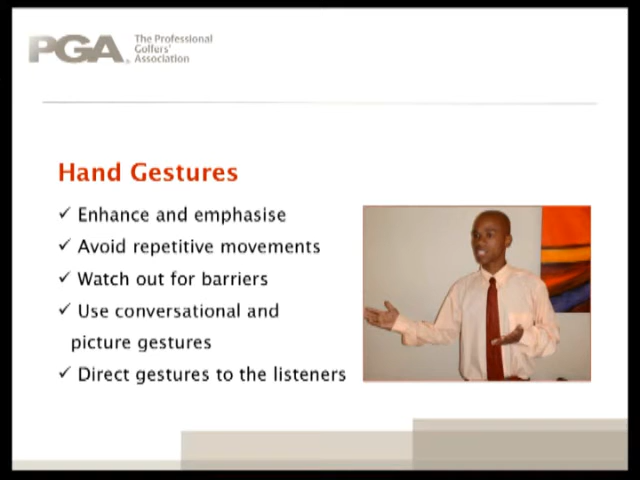 PGA
The Professional
Golfers'
Association
Hand Gestures
✓ Enhance and emphasise
✓ Avoid repetitive movements
✓ Watch out for barriers
✓ Use conversational and
picture gestures
✓ Direct gestures to the listeners